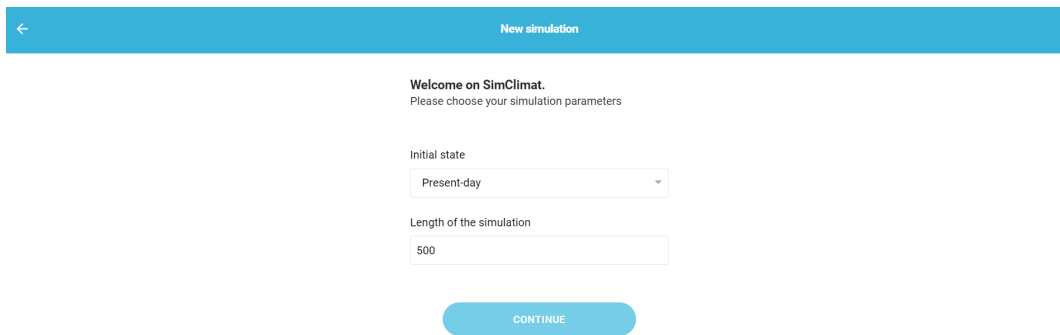 New simulation
Welcome on SimClimat.
Please choose your simulation parameters
Initial state
Present-day
Length of the simulation
500
CONTINUE